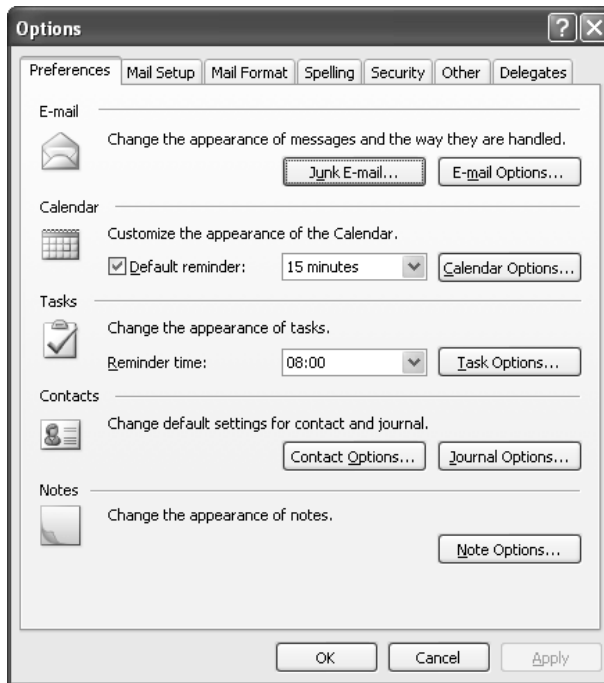 Options
Preferences Mail Setup Mail Format Spelling Security Other Delegates
E-mail
Change the appearance of messages and the way they are handled.
Junk E-mail... E-mail Options...
Calendar
Customize the appearance of the Calendar.
Default reminder: 15 minutes Calendar Options...
Tasks
Change the appearance of tasks.
Reminder time: 08:00 Task Options...
Contacts
Change default settings for contact and journal.
Contact Options... Journal Options...
Notes
Change the appearance of notes.
Note Options...
OK Cancel Apply